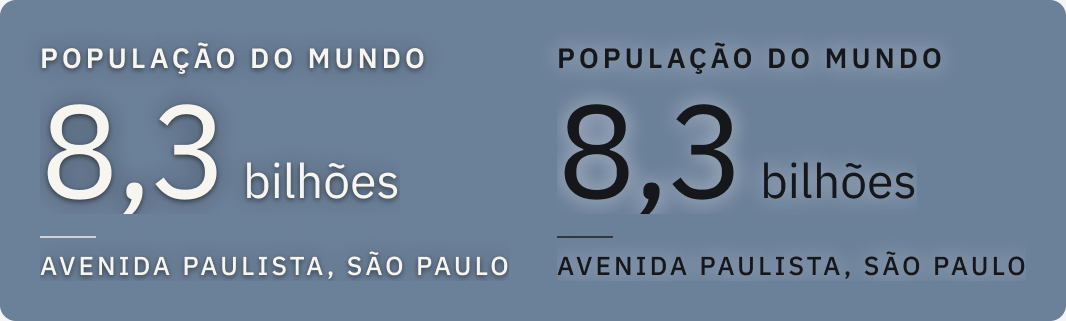 POPULAÇÃO DO MUNDO
8,3 bilhões
AVENIDA PAULISTA, SÃO PAULO
POPULAÇÃO DO MUNDO
8,3 bilhões
AVENIDA PAULISTA, SÃO PAULO